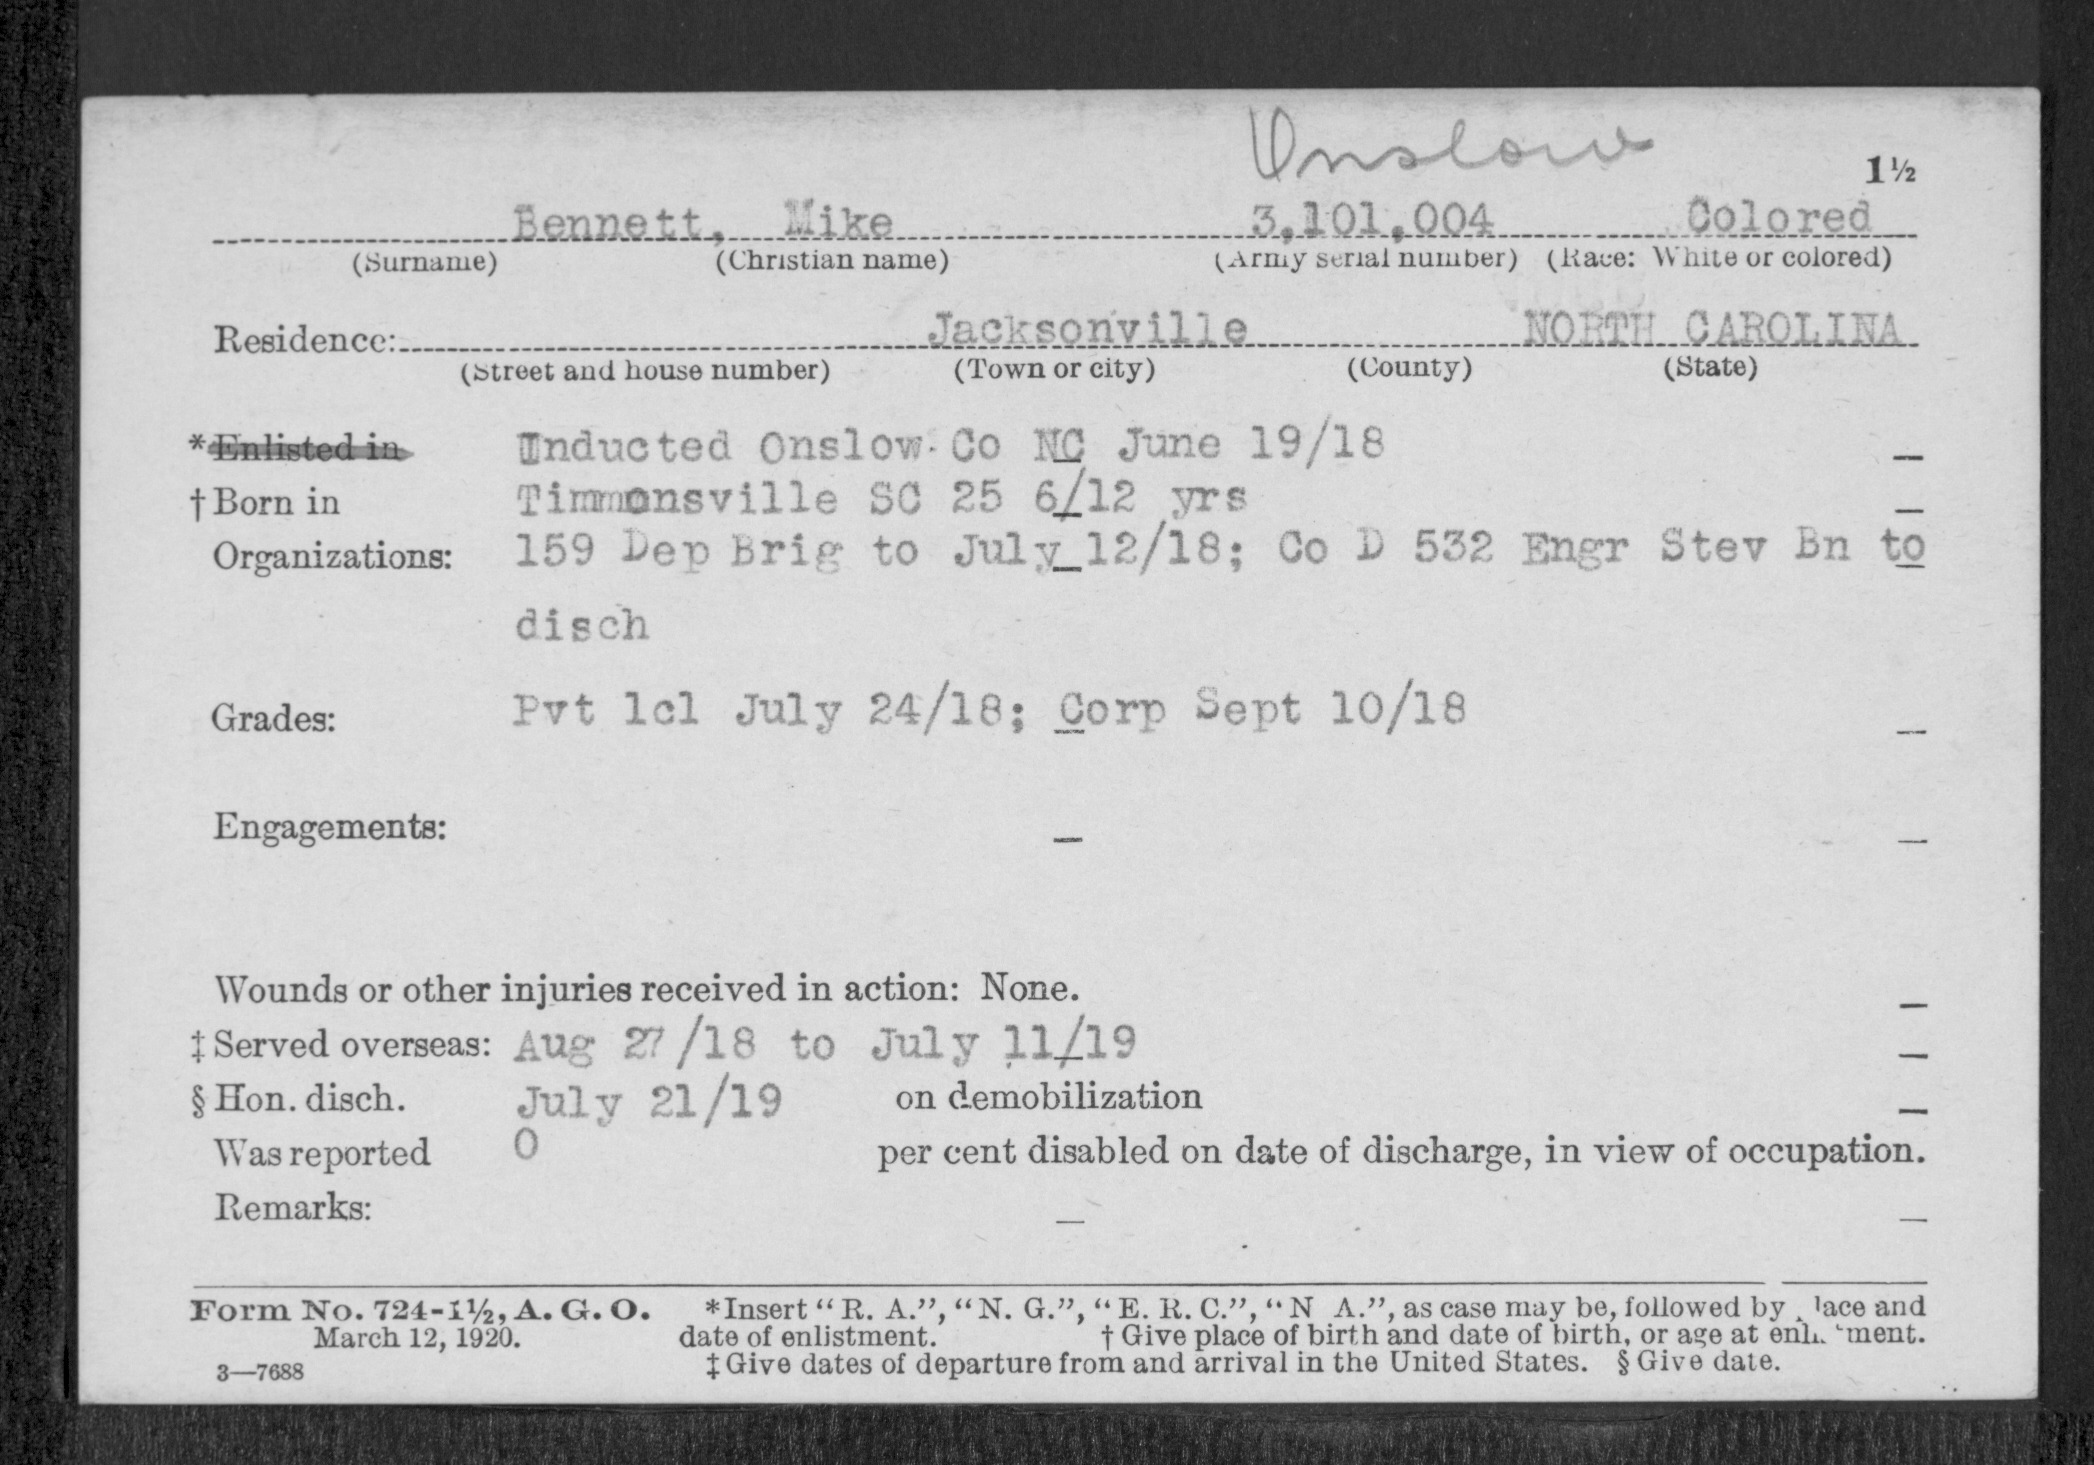 Onslow
1½
Bennett, Mike 3,101,004 Colored
(Surname) (Christian name) (Army serial number) (Race: White or colored)
Residence: Jacksonville NORTH CAROLINA
(Street and house number) (Town or city) (County) (State)
*Enlisted in Inducted Onslow Co NC June 19/18
†Born in Timmonsville SC 25 6/12 yrs
Organizations: 159 Dep Brig to July 12/18; Co D 532 Engr Stev Bn to
disch
Grades: Pvt 1cl July 24/18; Corp Sept 10/18
Engagements:
Wounds or other injuries received in action: None.
‡Served overseas: Aug 27/18 to July 11/19
§Hon. disch. July 21/19 on demobilization
Was reported 0 per cent disabled on date of discharge, in view of occupation.
Remarks:
Form No. 724-1½, A. G. O. *Insert "R. A.", "N. G.", "E. R. C.", "N A.", as case may be, followed by place and
March 12, 1920. date of enlistment. †Give place of birth and date of birth, or age at enlistment.
3—7688 ‡Give dates of departure from and arrival in the United States. §Give date.